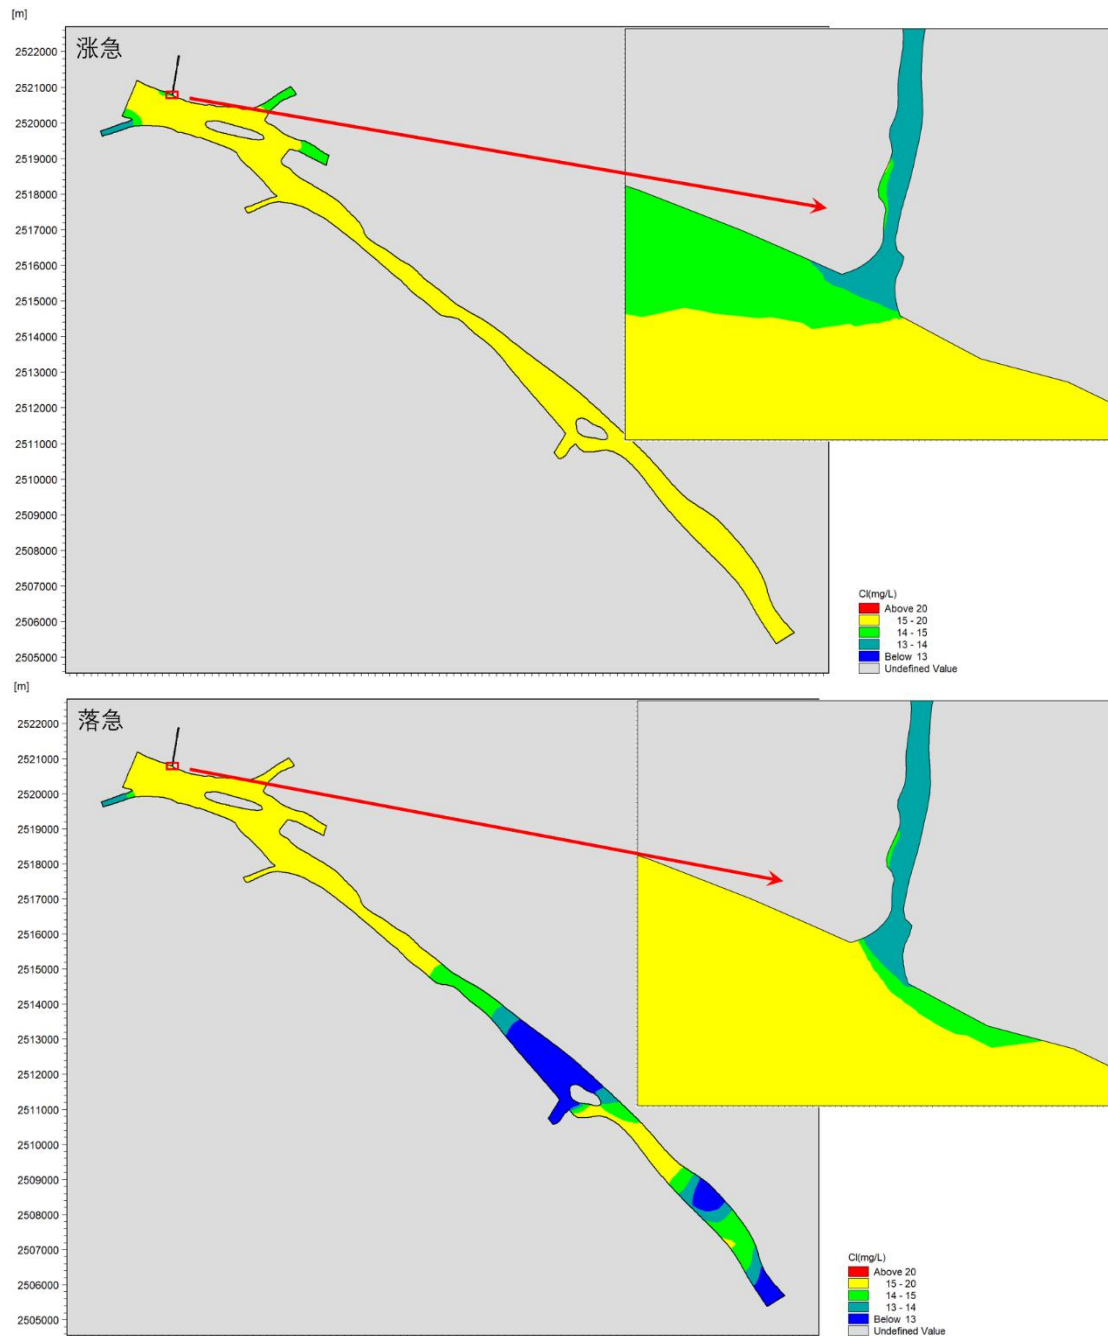 [m]
涨急
2522000
2521000
2520000
2519000
2518000
2517000
2516000
2515000
2514000
2513000
2512000
2511000
2510000
2509000
2508000
2507000
2506000
2505000
Cl(mg/L)
Above 20
15 - 20
14 - 15
13 - 14
Below 13
Undefined Value
[m]
落急
2522000
2521000
2520000
2519000
2518000
2517000
2516000
2515000
2514000
2513000
2512000
2511000
2510000
2509000
2508000
2507000
2506000
2505000
Cl(mg/L)
Above 20
15 - 20
14 - 15
13 - 14
Below 13
Undefined Value